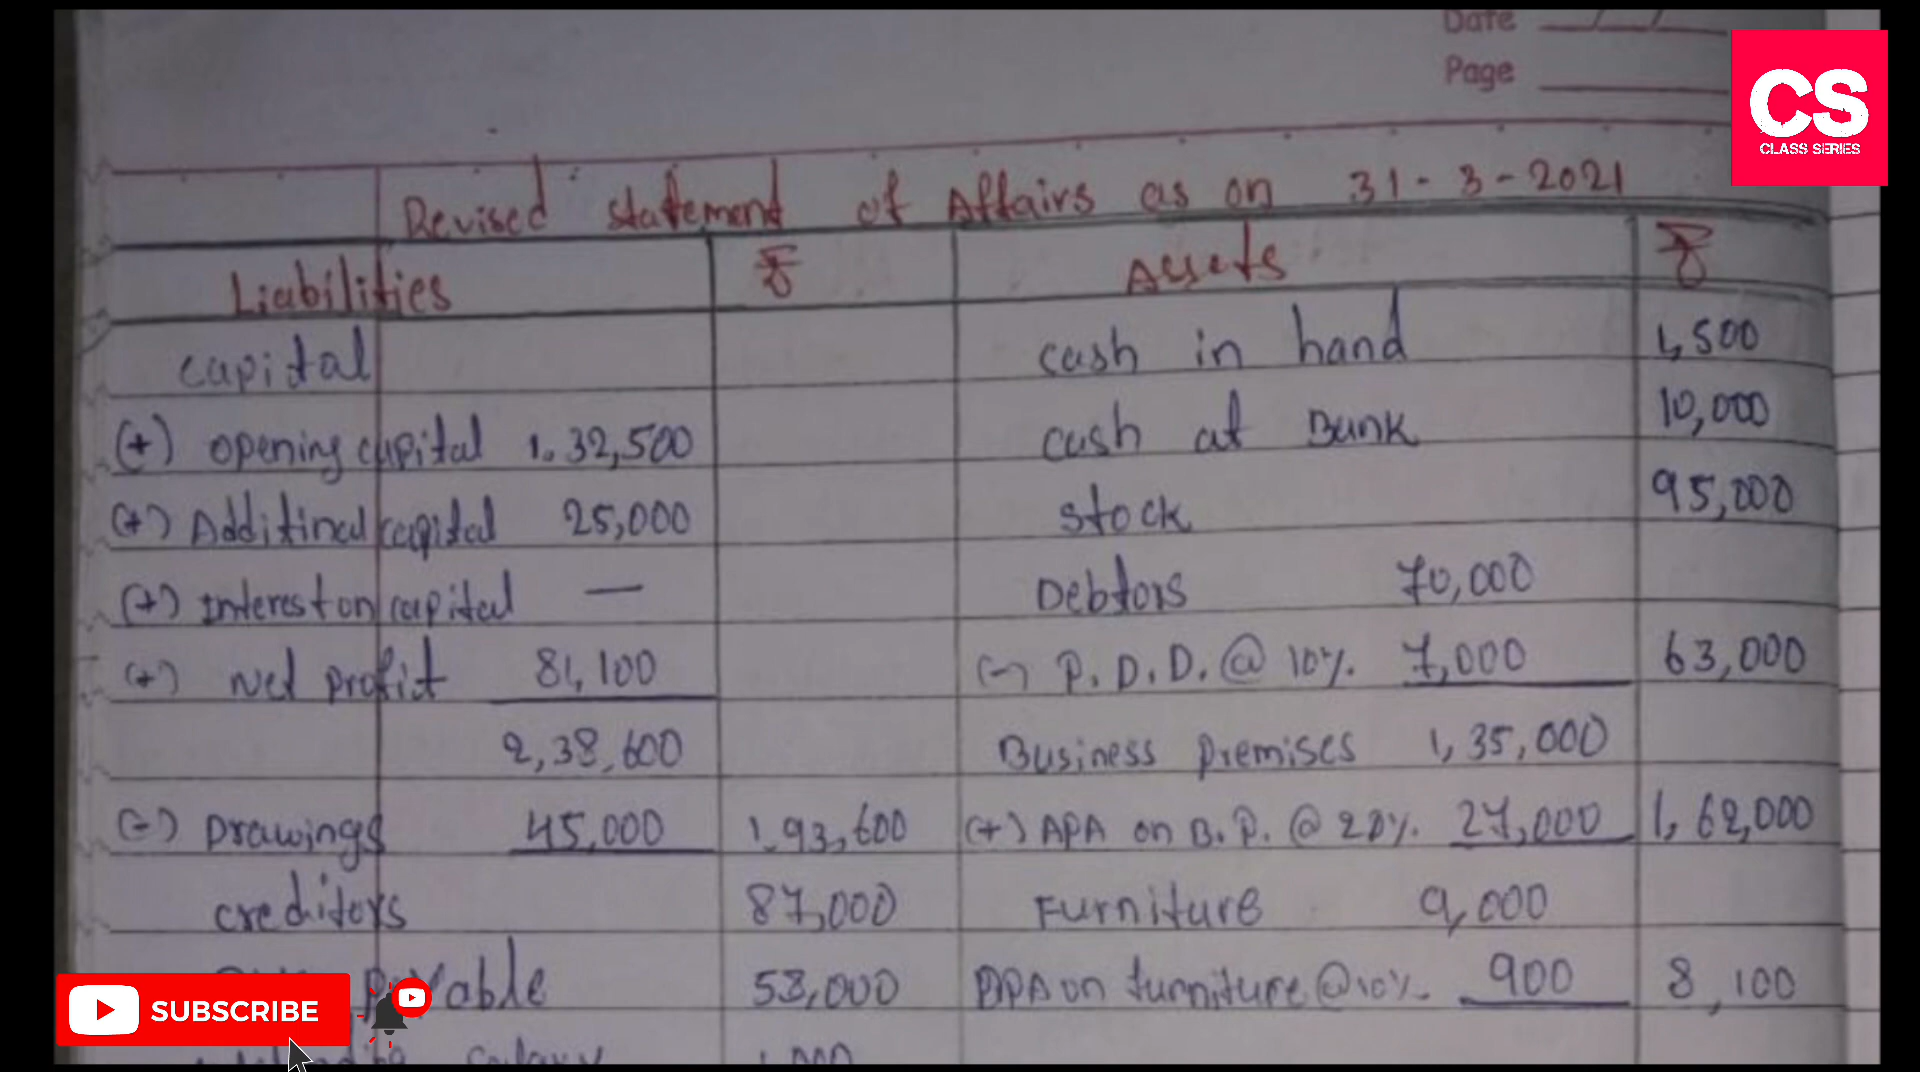 Date
Page
CS
CLASS SERIES
Revised statement of Affairs as on 31-3-2021
Liabilities ₹ Assets ₹
capital cash in hand 1,500
(+) opening capital 1,32,500 cash at Bank 10,000
(+) Additinal capital 25,000 stock 95,000
(+) Interest on capital — Debtors 70,000
(+) Net profit 81,100 (-) P.D.D. @ 10% 7,000 63,000
2,38,600 Business premises 1,35,000
(-) Drawings 45,000 1,93,600 (+) APA on B.P. @ 20% 27,000 1,62,000
creditors 87,000 Furniture 9,000
payable 53,000 DPA on furniture @ 10% 900 8,100
salary
SUBSCRIBE